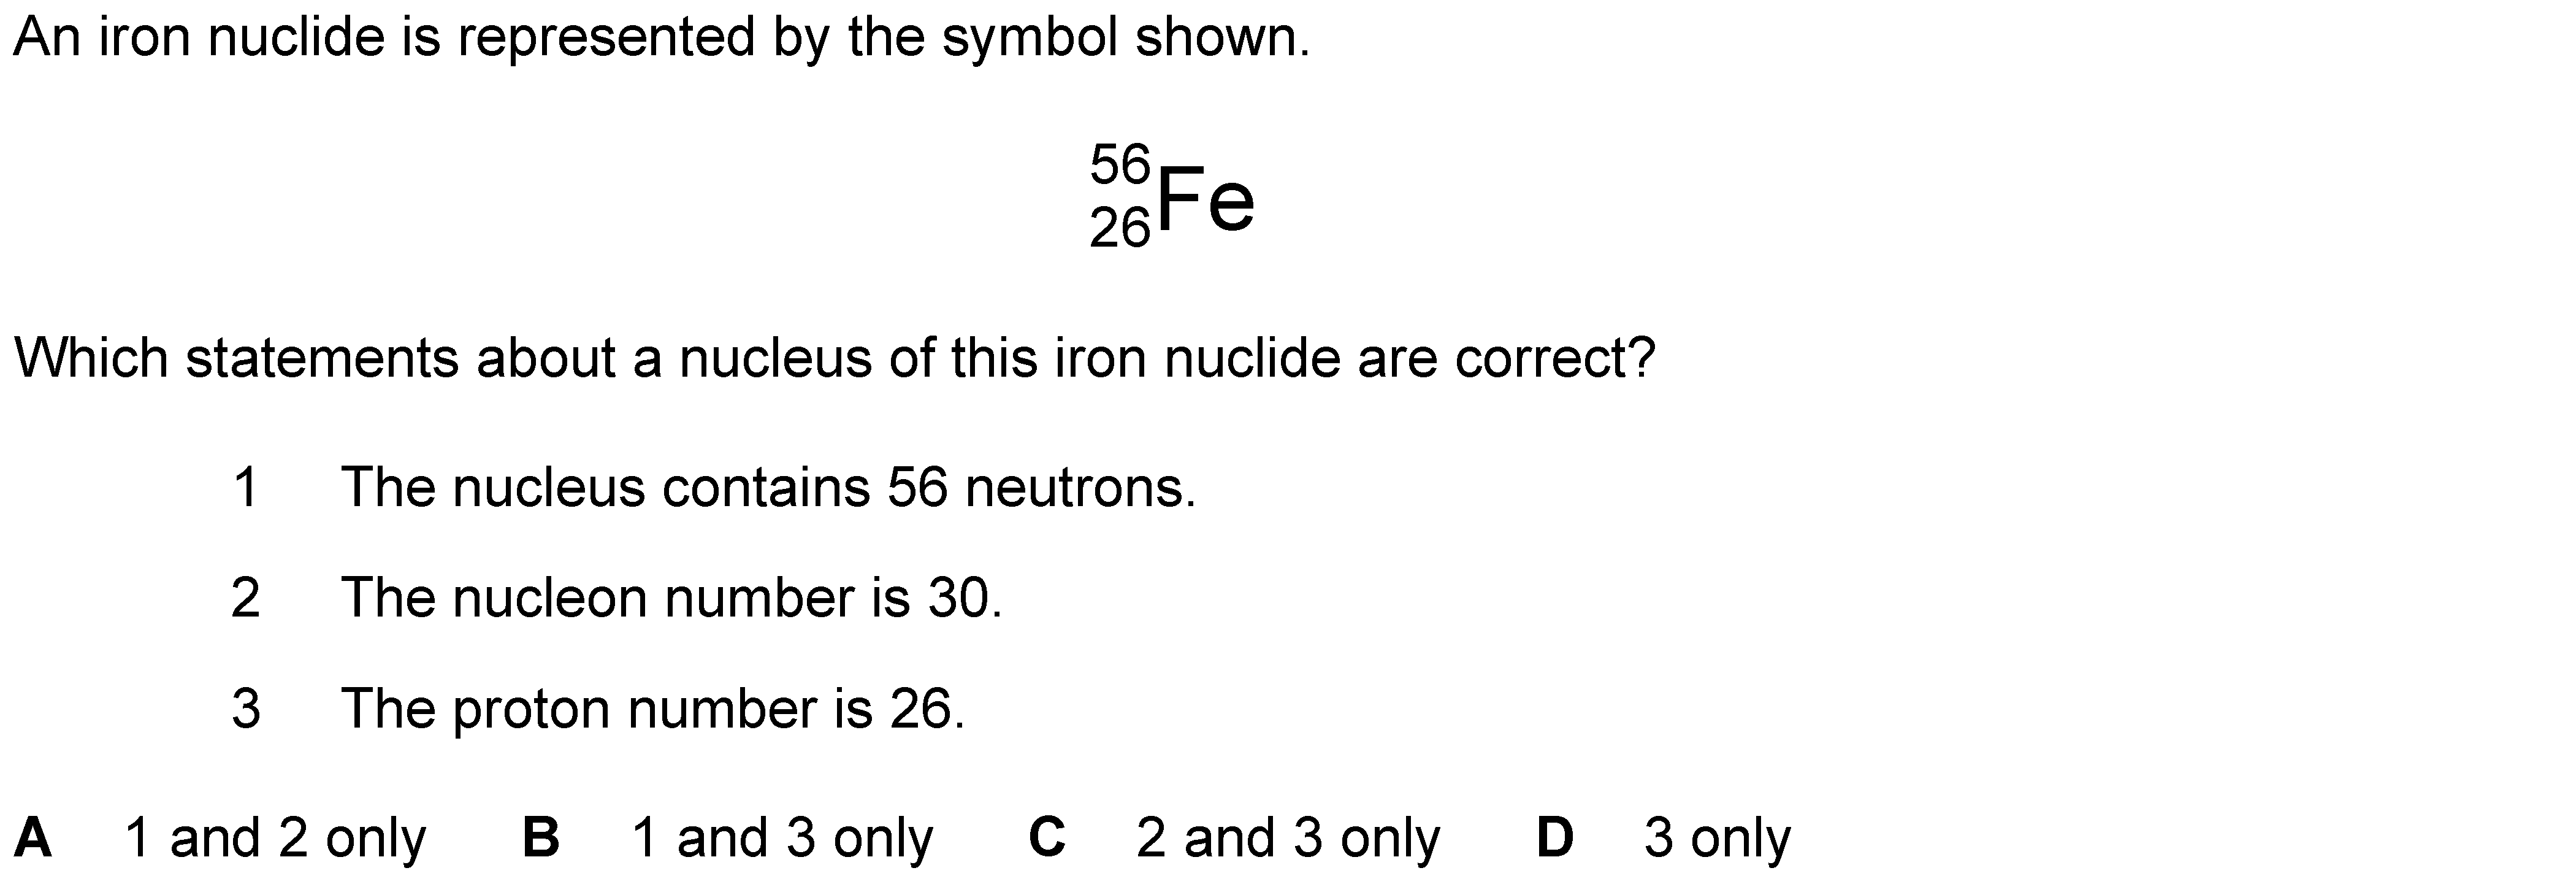 An iron nuclide is represented by the symbol shown.
56
26 Fe
Which statements about a nucleus of this iron nuclide are correct?
1 The nucleus contains 56 neutrons.
2 The nucleon number is 30.
3 The proton number is 26.
A 1 and 2 only B 1 and 3 only C 2 and 3 only D 3 only